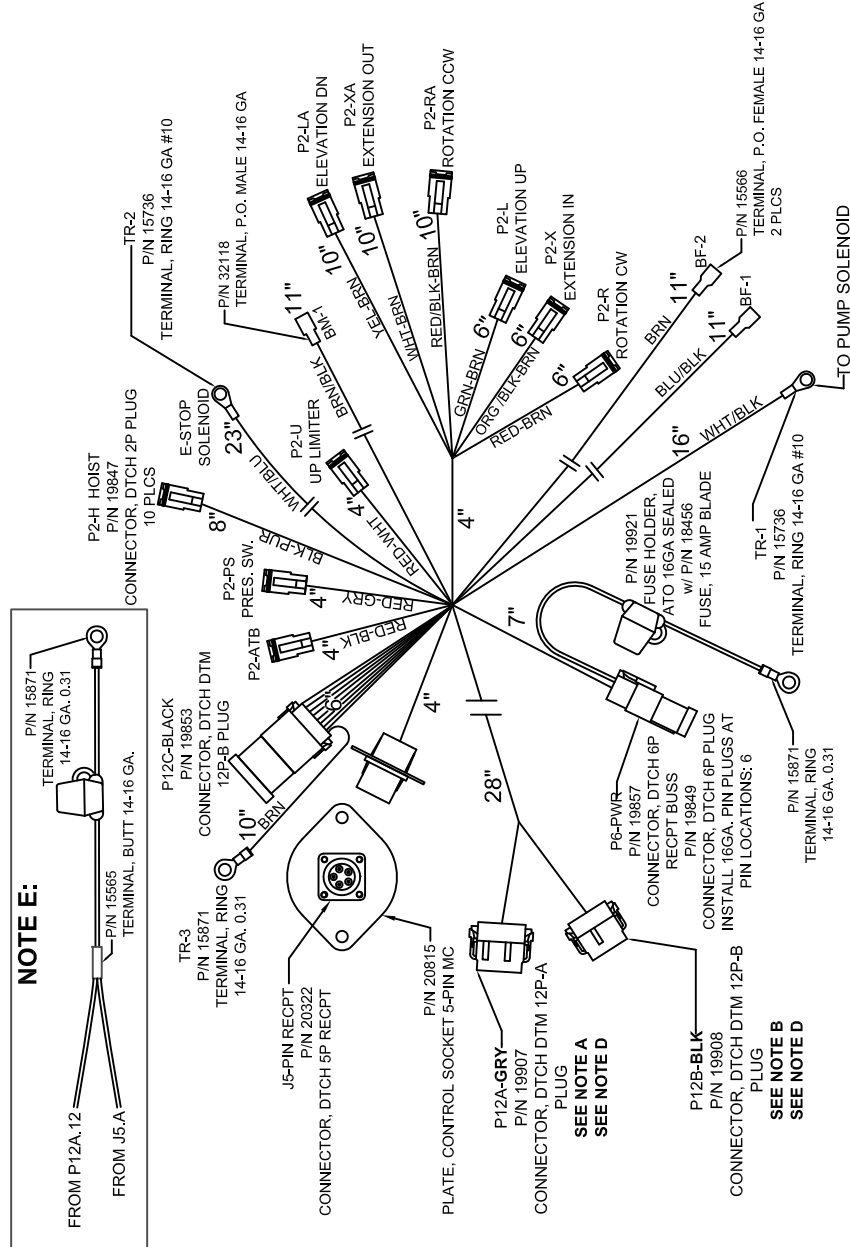 NOTE E:
FROM P12A.12
FROM J5.A
P/N 15565
TERMINAL, BUTT 14-16 GA.
P/N 15871
TERMINAL, RING
14-16 GA. 0.31
TR-3
P/N 15871
TERMINAL, RING
14-16 GA. 0.31
10"
BRN
P12C-BLACK
P/N 19853
CONNECTOR, DTCH DTM
12P-B PLUG
6"
P2-ATB
4"
RED-BLK
P2-PS
PRES. SW.
4"
RED-GRY
P2-H HOIST
P/N 19847
CONNECTOR, DTCH 2P PLUG
10 PLCS
8"
BLK-PUR
E-STOP
SOLENOID
23"
WHT/BLU
TR-2
P/N 15736
TERMINAL, RING 14-16 GA #10
P2-U
UP LIMITER
4"
RED-WHT
P/N 32118
TERMINAL, P.O. MALE 14-16 GA
11"
BM-1
BRN/BLK
P2-LA
ELEVATION DN
10"
YEL-BRN
P2-XA
EXTENSION OUT
10"
WHT-BRN
P2-RA
ROTATION CCW
10"
RED/BLK-BRN
P2-L
ELEVATION UP
6"
GRN-BRN
P2-X
EXTENSION IN
6"
ORG /BLK-BRN
P2-R
ROTATION CW
6"
RED-BRN
4"
BRN
11"
BF-2
P/N 15566
TERMINAL, P.O. FEMALE 14-16 GA
2 PLCS
BLU/BLK
11"
BF-1
16"
WHT/BLK
TO PUMP SOLENOID
TR-1
P/N 15736
TERMINAL, RING 14-16 GA #10
P/N 19921
FUSE HOLDER,
ATO 16GA SEALED
w/ P/N 18456
FUSE, 15 AMP BLADE
7"
P/N 15871
TERMINAL, RING
14-16 GA. 0.31
P6-PWR
P/N 19857
CONNECTOR, DTCH 6P
RECPT BUSS
P/N 19849
CONNECTOR, DTCH 6P PLUG
INSTALL 16GA. PIN PLUGS AT
PIN LOCATIONS: 6
4"
28"
J5-PIN RECPT
P/N 20322
CONNECTOR, DTCH 5P RECPT
P/N 20815
PLATE, CONTROL SOCKET 5-PIN MC
P12A-GRY
P/N 19907
CONNECTOR, DTCH DTM 12P-A
PLUG
SEE NOTE A
SEE NOTE D
P12B-BLK
P/N 19908
CONNECTOR, DTCH DTM 12P-B
PLUG
SEE NOTE B
SEE NOTE D